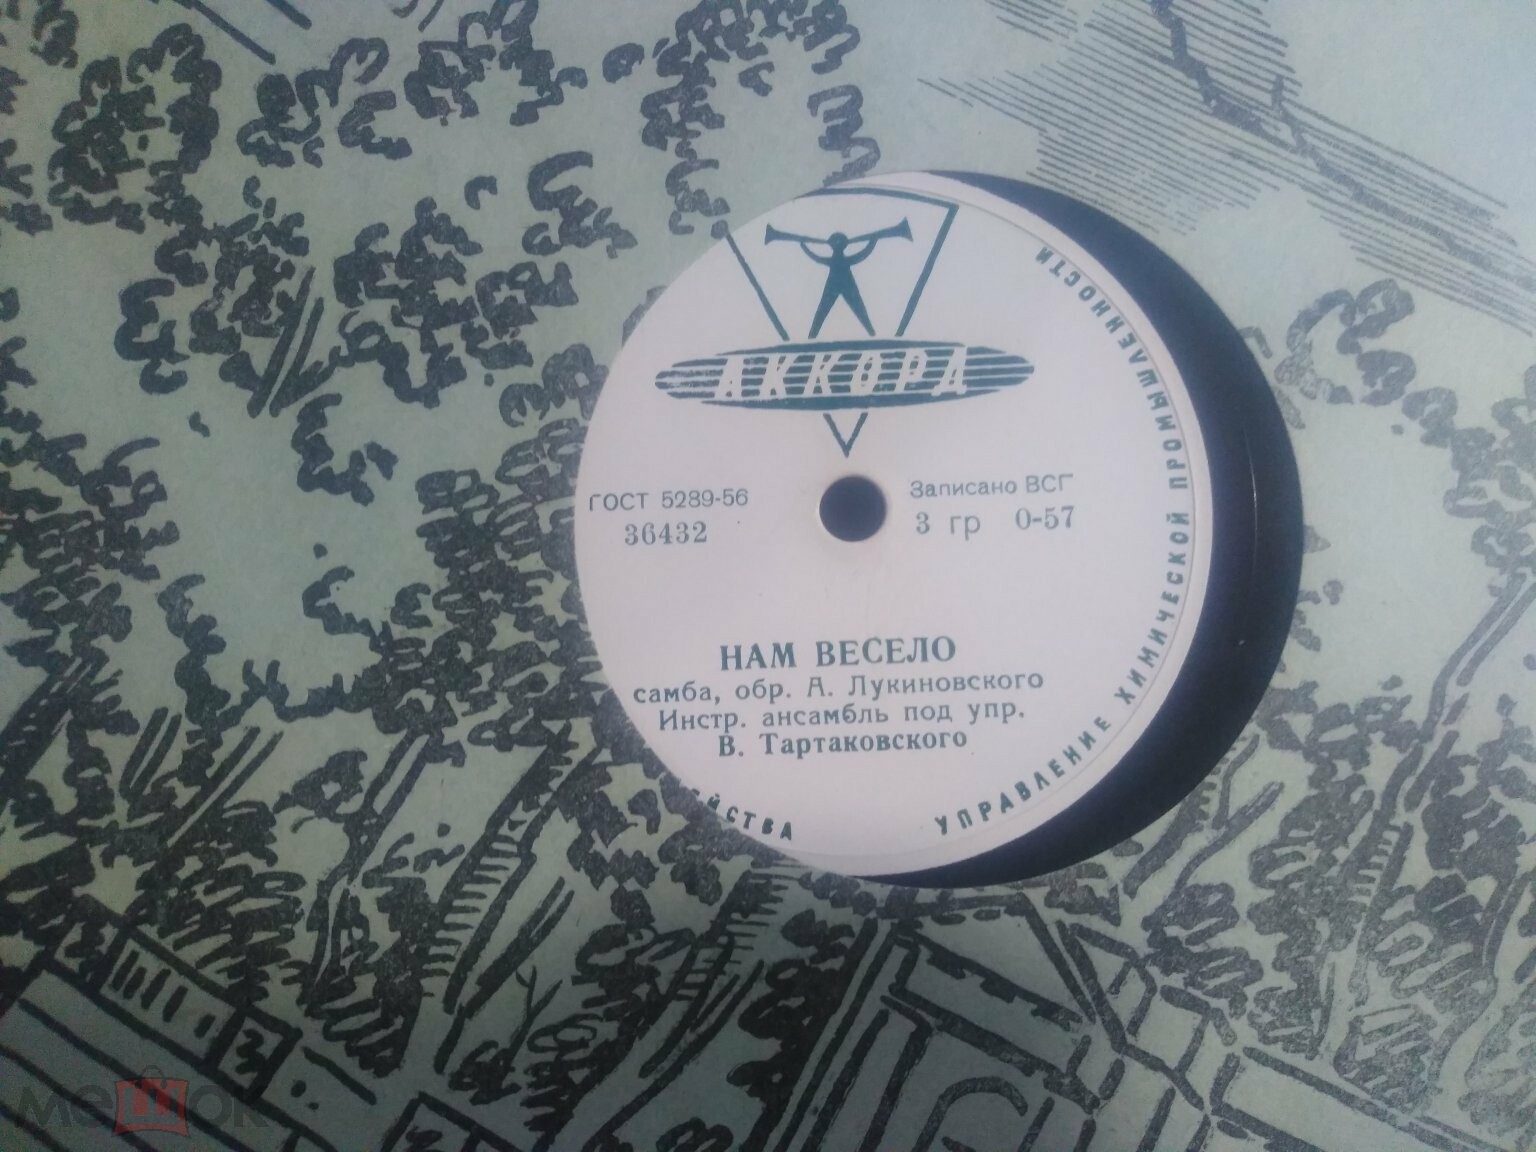 АККОРД
ГОСТ 5289-56
36432
Записано ВСГ
3 гр 0-57
НАМ ВЕСЕЛО
самба, обр. А. Лукиновского
Инстр. ансамбль под упр.
В. Тартаковского
УПРАВЛЕНИЕ ХИМИЧЕСКОЙ ПРОМЫШЛЕННОСТИ
мешок